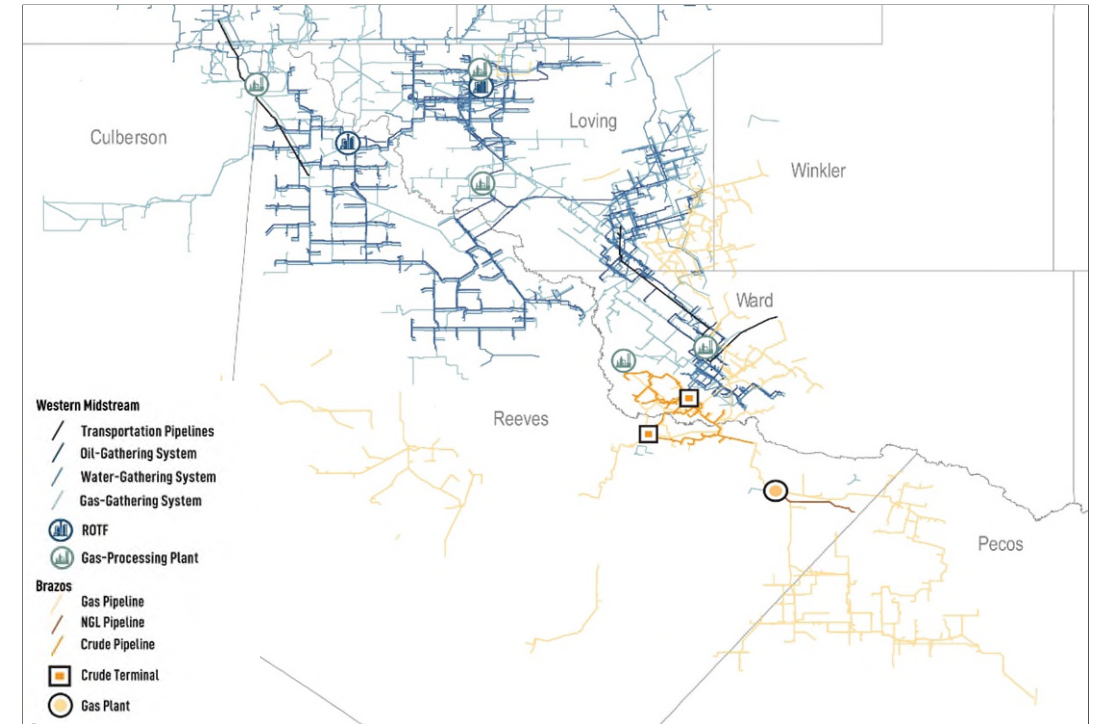 Culberson
Loving
Winkler
Ward
Reeves
Pecos
Western Midstream
Transportation Pipelines
Oil-Gathering System
Water-Gathering System
Gas-Gathering System
ROTF
Gas-Processing Plant
Brazos
Gas Pipeline
NGL Pipeline
Crude Pipeline
Crude Terminal
Gas Plant